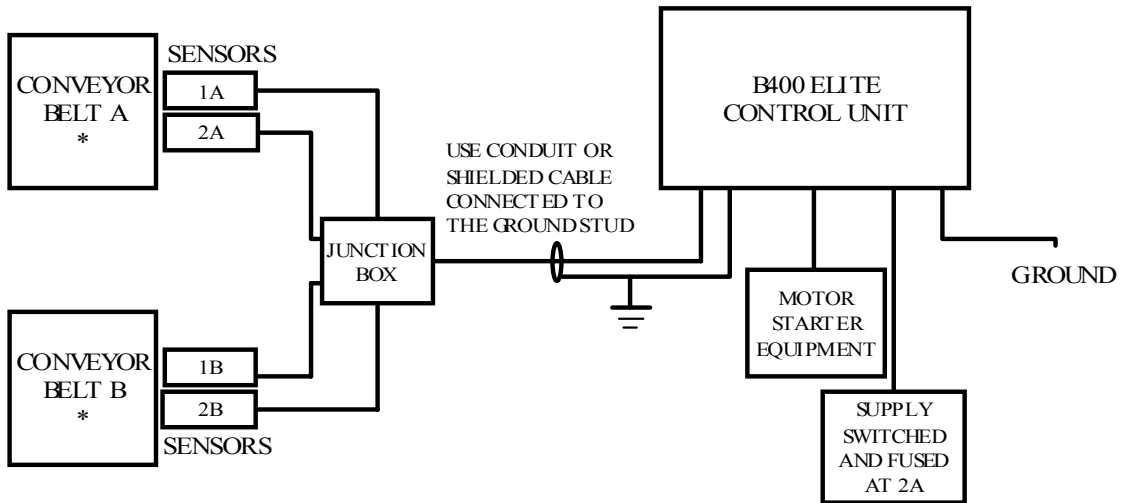 SENSORS
CONVEYOR
BELT A
*
1A
2A
B400 ELITE
CONTROL UNIT
USE CONDUIT OR
SHIELDED CABLE
CONNECTED TO
THE GROUND STUD
JUNCTION
BOX
GROUND
MOTOR
STARTER
EQUIPMENT
CONVEYOR
BELT B
*
1B
2B
SENSORS
SUPPLY
SWITCHED
AND FUSED
AT 2A